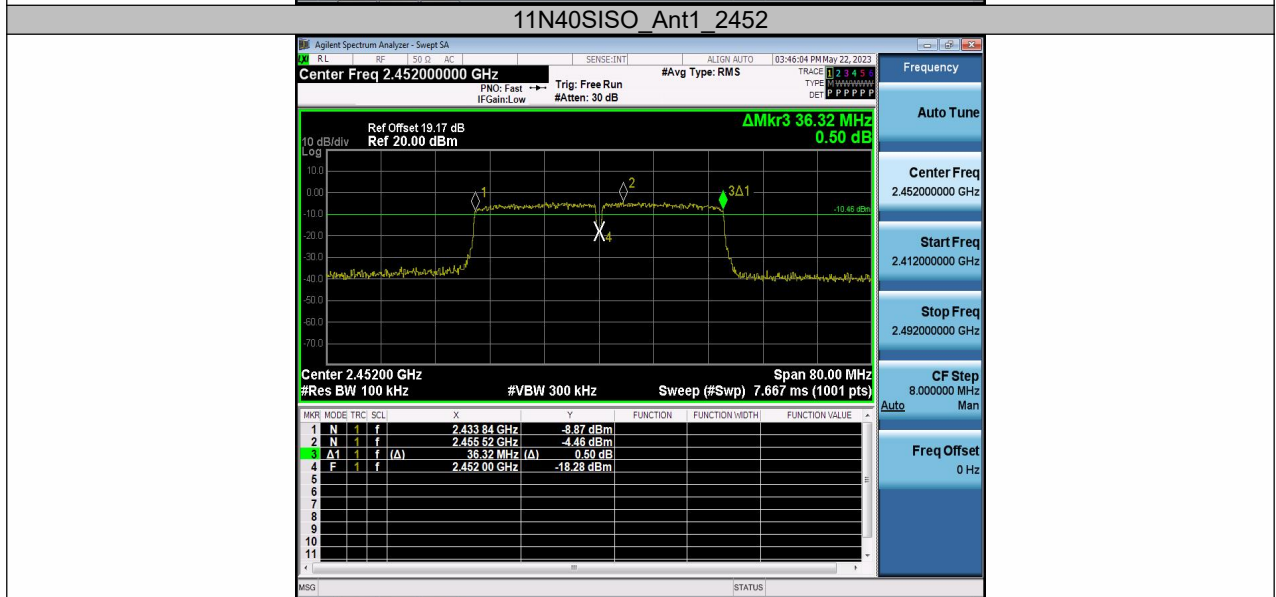 11N40SISO_Ant1_2452
Agilent Spectrum Analyzer - Swept SA
RL RF 50 Ω AC SENSE:INT ALIGN AUTO 03:46:04 PM May 22, 2023
Center Freq 2.452000000 GHz #Avg Type: RMS TRACE 1 2 3 4 5 6
PNO: Fast Trig: Free Run TYPE M WWWWW
IFGain:Low #Atten: 30 dB DET P P P P P P
Frequency
Auto Tune
Center Freq
2.452000000 GHz
Start Freq
2.412000000 GHz
Stop Freq
2.492000000 GHz
CF Step
8.000000 MHz
Auto Man
Freq Offset
0 Hz
ΔMkr3 36.32 MHz
0.50 dB
Ref Offset 19.17 dB
10 dB/div Ref 20.00 dBm
Log
10.0
0.00
-10.0
-20.0
-30.0
-40.0
-50.0
-60.0
-70.0
1
2
3Δ1
4
-10.46 dBm
Center 2.45200 GHz Span 80.00 MHz
#Res BW 100 kHz #VBW 300 kHz Sweep (#Swp) 7.667 ms (1001 pts)
MKR MODE TRC SCL X Y FUNCTION FUNCTION WIDTH FUNCTION VALUE
1 N 1 f 2.433 84 GHz -8.87 dBm
2 N 1 f 2.455 52 GHz -4.46 dBm
3 Δ1 1 f (Δ) 36.32 MHz (Δ) 0.50 dB
4 F 1 f 2.452 00 GHz -18.28 dBm
5
6
7
8
9
10
11
MSG STATUS